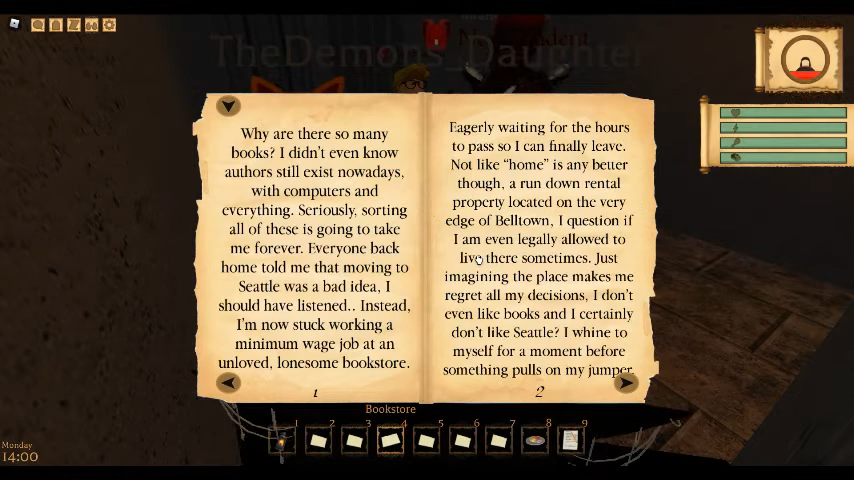 TheDemons_Daughter
Why are there so many
books? I didn't even know
authors still exist nowadays,
with computers and
everything. Seriously, sorting
all of these is going to take
me forever. Everyone back
home told me that moving to
Seattle was a bad idea, I
should have listened.. Instead,
I'm now stuck working a
minimum wage job at an
unloved, lonesome bookstore.
1
Eagerly waiting for the hours
to pass so I can finally leave.
Not like “home” is any better
though, a run down rental
property located on the very
edge of Belltown, I question if
I am even legally allowed to
live there sometimes. Just
imagining the place makes me
regret all my decisions, I don't
even like books and I certainly
don't like Seattle? I whine to
myself for a moment before
something pulls on my jumper.
2
Bookstore
1 2 3 4 5 6 7 8 9
Monday
14:00